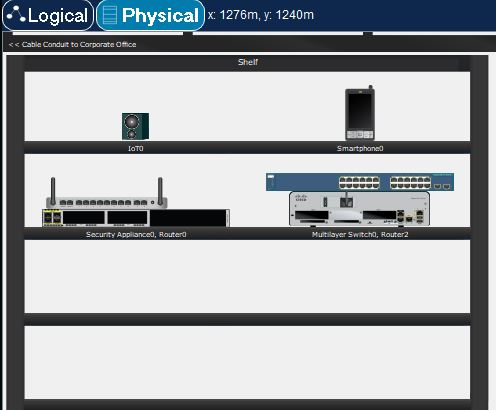 Logical Physical x: 1276m, y: 1240m
<< Cable Conduit to Corporate Office
Shelf
IoT0 Smartphone0
Security Appliance0, Router0 Multilayer Switch0, Router2